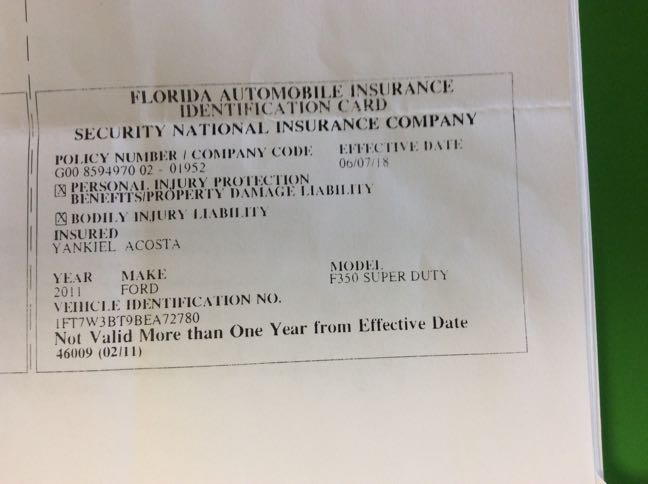 FLORIDA AUTOMOBILE INSURANCE
IDENTIFICATION CARD
SECURITY NATIONAL INSURANCE COMPANY
POLICY NUMBER / COMPANY CODE EFFECTIVE DATE
G00 8594970 02 - 01952 06/07/18
X PERSONAL INJURY PROTECTION
BENEFITS/PROPERTY DAMAGE LIABILITY
X BODILY INJURY LIABILITY
INSURED
YANKIEL ACOSTA
YEAR MAKE MODEL
2011 FORD F350 SUPER DUTY
VEHICLE IDENTIFICATION NO.
1FT7W3BT9BEA72780
Not Valid More than One Year from Effective Date
46009 (02/11)